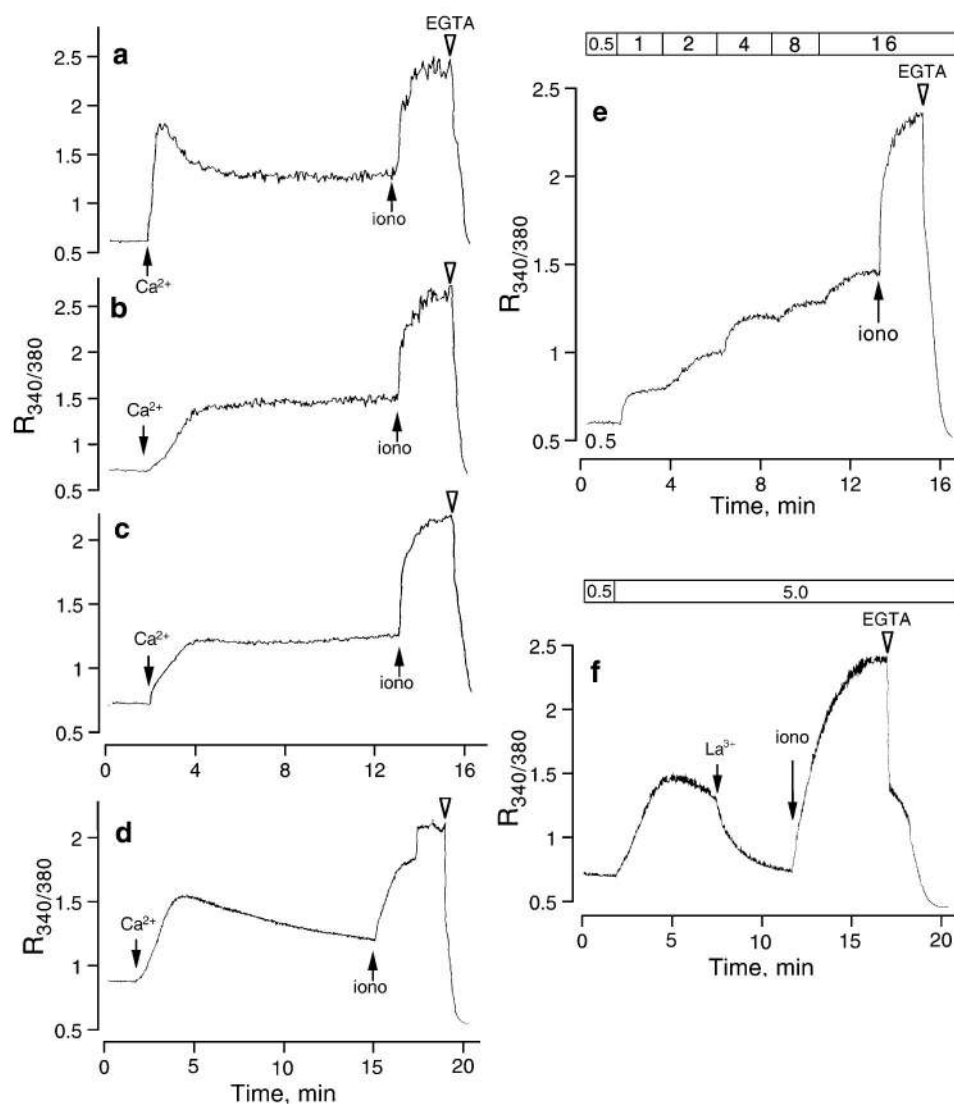 EGTA
a
2.5
2
1.5
1
0.5
Ca2+
iono
b
2.5
2
1.5
1
0.5
Ca2+
iono
R340/380
c
2
1.5
1
0.5
Ca2+
iono
0 4 8 12 16
d
2
1.5
1
0.5
Ca2+
iono
R340/380
0 5 10 15 20
Time, min
0.5 1 2 4 8 16
EGTA
e
2.5
2
1.5
1
0.5
0.5
iono
R340/380
0 4 8 12 16
Time, min
0.5 5.0
EGTA
f
2.5
2
1.5
1
0.5
La3+
iono
R340/380
0 5 10 15 20
Time, min